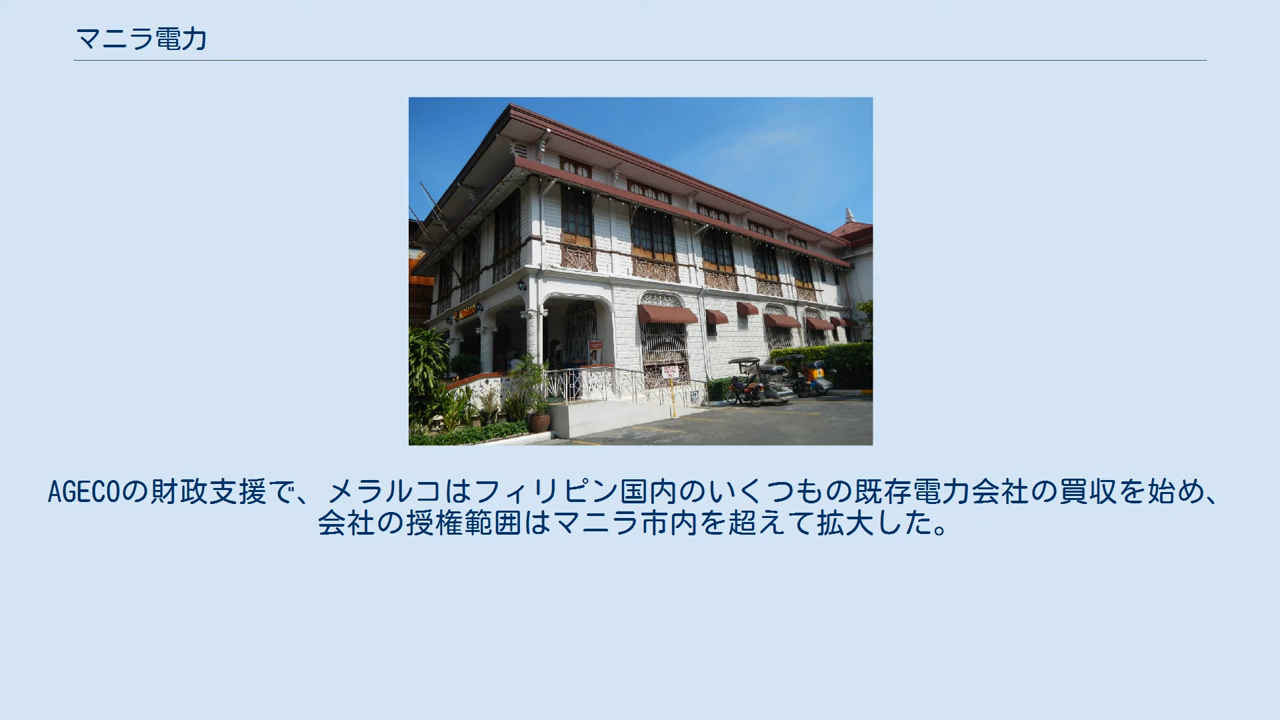 マニラ電力
AGECOの財政支援で、メラルコはフィリピン国内のいくつもの既存電力会社の買収を始め、
会社の授権範囲はマニラ市内を超えて拡大した。